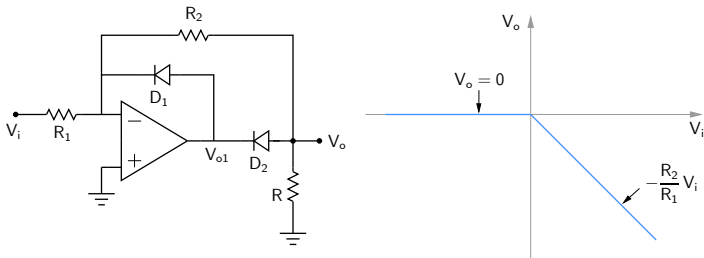 R₂
D₁
Vᵢ
R₁
−
+
Vₒ₁
D₂
Vₒ
R
Vₒ
Vₒ = 0
Vᵢ
−R₂/R₁ Vᵢ